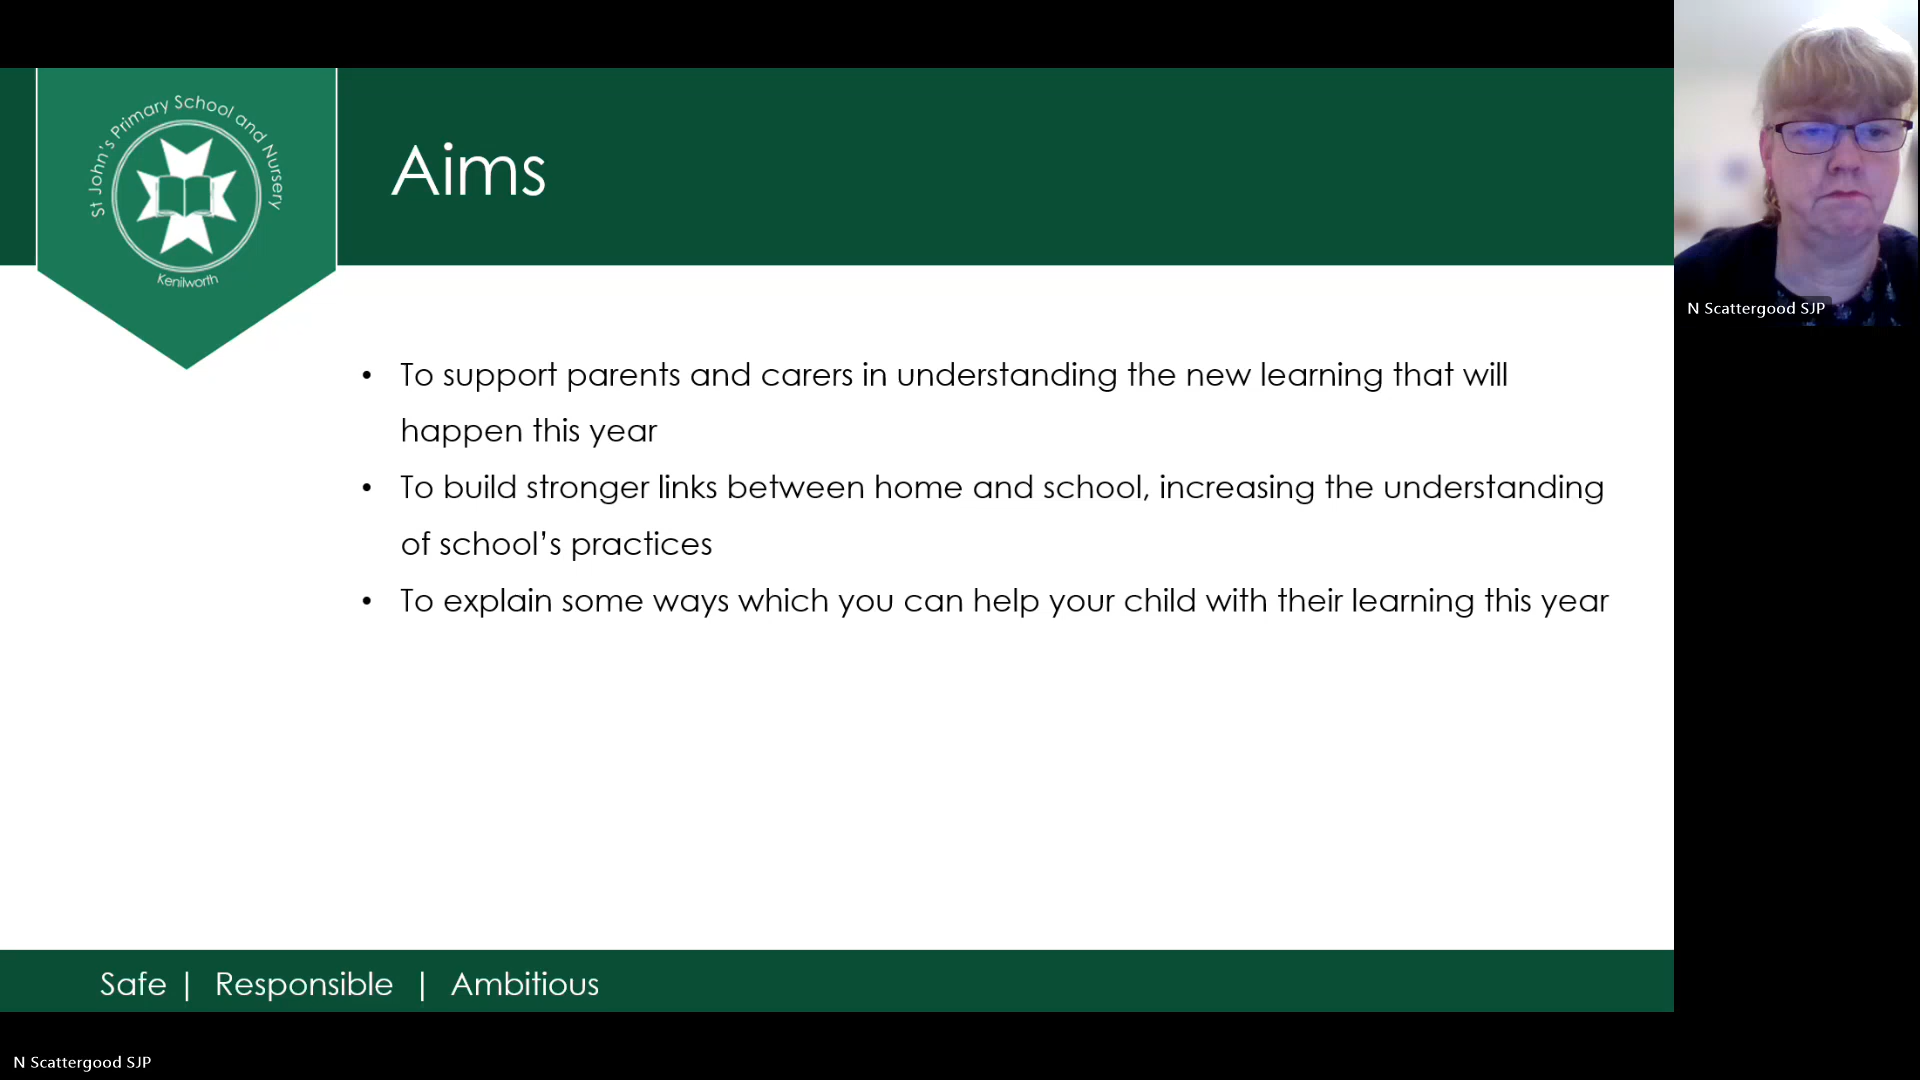 St John's Primary School and Nursery
Kenilworth
Aims
• To support parents and carers in understanding the new learning that will
happen this year
• To build stronger links between home and school, increasing the understanding
of school’s practices
• To explain some ways which you can help your child with their learning this year
Safe | Responsible | Ambitious
N Scattergood SJP
N Scattergood SJP